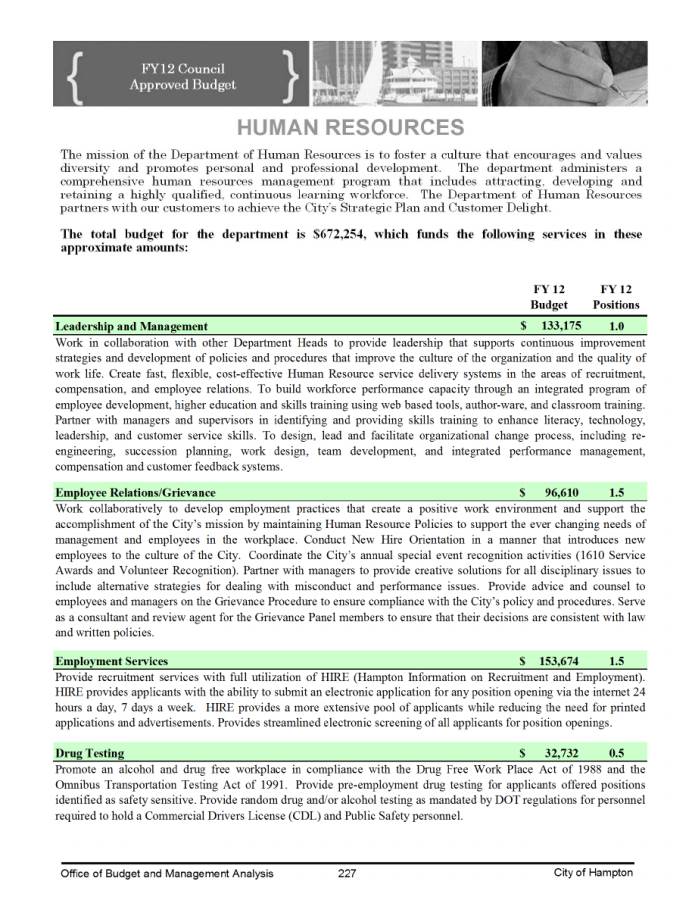 FY12 Council
Approved Budget
HUMAN RESOURCES
The mission of the Department of Human Resources is to foster a culture that encourages and values
diversity and promotes personal and professional development. The department administers a
comprehensive human resources management program that includes attracting, developing and
retaining a highly qualified, continuous learning workforce. The Department of Human Resources
partners with our customers to achieve the City's Strategic Plan and Customer Delight.
The total budget for the department is $672,254, which funds the following services in these
approximate amounts:
FY 12 FY 12
Budget Positions
Leadership and Management $ 133,175 1.0
Work in collaboration with other Department Heads to provide leadership that supports continuous improvement
strategies and development of policies and procedures that improve the culture of the organization and the quality of
work life. Create fast, flexible, cost-effective Human Resource service delivery systems in the areas of recruitment,
compensation, and employee relations. To build workforce performance capacity through an integrated program of
employee development, higher education and skills training using web based tools, author-ware, and classroom training.
Partner with managers and supervisors in identifying and providing skills training to enhance literacy, technology,
leadership, and customer service skills. To design, lead and facilitate organizational change process, including re-
engineering, succession planning, work design, team development, and integrated performance management,
compensation and customer feedback systems.
Employee Relations/Grievance $ 96,610 1.5
Work collaboratively to develop employment practices that create a positive work environment and support the
accomplishment of the City's mission by maintaining Human Resource Policies to support the ever changing needs of
management and employees in the workplace. Conduct New Hire Orientation in a manner that introduces new
employees to the culture of the City. Coordinate the City's annual special event recognition activities (1610 Service
Awards and Volunteer Recognition). Partner with managers to provide creative solutions for all disciplinary issues to
include alternative strategies for dealing with misconduct and performance issues. Provide advice and counsel to
employees and managers on the Grievance Procedure to ensure compliance with the City's policy and procedures. Serve
as a consultant and review agent for the Grievance Panel members to ensure that their decisions are consistent with law
and written policies.
Employment Services $ 153,674 1.5
Provide recruitment services with full utilization of HIRE (Hampton Information on Recruitment and Employment).
HIRE provides applicants with the ability to submit an electronic application for any position opening via the internet 24
hours a day, 7 days a week. HIRE provides a more extensive pool of applicants while reducing the need for printed
applications and advertisements. Provides streamlined electronic screening of all applicants for position openings.
Drug Testing $ 32,732 0.5
Promote an alcohol and drug free workplace in compliance with the Drug Free Work Place Act of 1988 and the
Omnibus Transportation Testing Act of 1991. Provide pre-employment drug testing for applicants offered positions
identified as safety sensitive. Provide random drug and/or alcohol testing as mandated by DOT regulations for personnel
required to hold a Commercial Drivers License (CDL) and Public Safety personnel.
Office of Budget and Management Analysis 227 City of Hampton